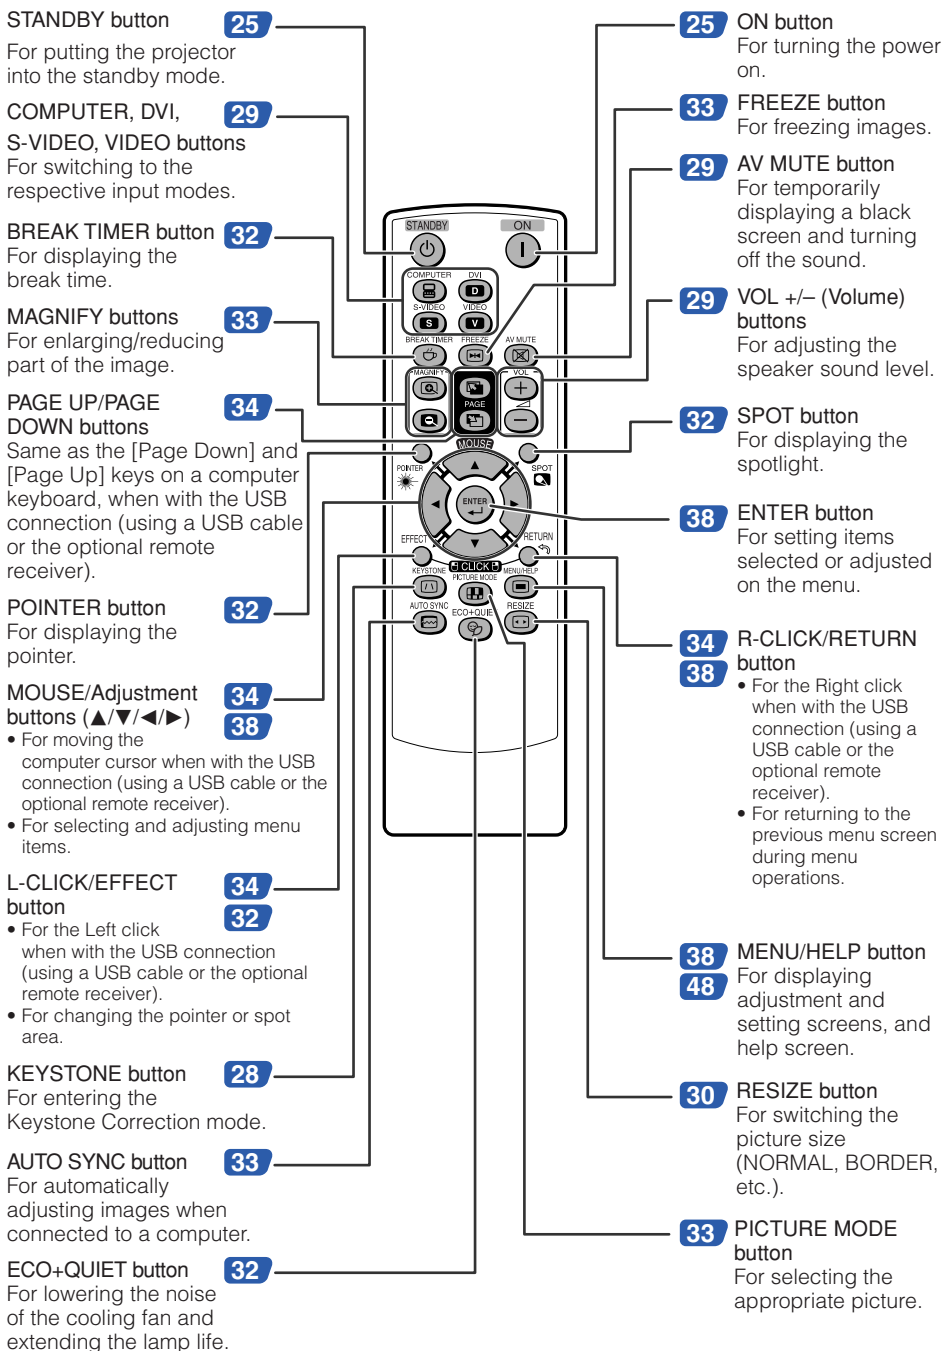 STANDBY button 25
For putting the projector
into the standby mode.
COMPUTER, DVI, 29
S-VIDEO, VIDEO buttons
For switching to the
respective input modes.
BREAK TIMER button 32
For displaying the
break time.
MAGNIFY buttons 33
For enlarging/reducing
part of the image.
PAGE UP/PAGE 34
DOWN buttons
Same as the [Page Down] and
[Page Up] keys on a computer
keyboard, when with the USB
connection (using a USB cable
or the optional remote
receiver).
POINTER button 32
For displaying the
pointer.
MOUSE/Adjustment 34
buttons (▲/▼/◀/▶) 38
• For moving the
computer cursor when with the USB
connection (using a USB cable or the
optional remote receiver).
• For selecting and adjusting menu
items.
L-CLICK/EFFECT 34
button 32
• For the Left click
when with the USB connection
(using a USB cable or the optional
remote receiver).
• For changing the pointer or spot
area.
KEYSTONE button 28
For entering the
Keystone Correction mode.
AUTO SYNC button 33
For automatically
adjusting images when
connected to a computer.
ECO+QUIET button 32
For lowering the noise
of the cooling fan and
extending the lamp life.
STANDBY ON
COMPUTER DVI
D
S-VIDEO VIDEO
S V
BREAK TIMER FREEZE AV MUTE
MAGNIFY VOL
PAGE
MOUSE
POINTER SPOT
ENTER
EFFECT RETURN
CLICK
KEYSTONE PICTURE MODE MENU/HELP
AUTO SYNC ECO+QUIE RESIZE
25 ON button
For turning the power
on.
33 FREEZE button
For freezing images.
29 AV MUTE button
For temporarily
displaying a black
screen and turning
off the sound.
29 VOL +/– (Volume)
buttons
For adjusting the
speaker sound level.
32 SPOT button
For displaying the
spotlight.
38 ENTER button
For setting items
selected or adjusted
on the menu.
34 R-CLICK/RETURN
38 button
• For the Right click
when with the USB
connection (using a
USB cable or the
optional remote
receiver).
• For returning to the
previous menu screen
during menu
operations.
38 MENU/HELP button
48 For displaying
adjustment and
setting screens, and
help screen.
30 RESIZE button
For switching the
picture size
(NORMAL, BORDER,
etc.).
33 PICTURE MODE
button
For selecting the
appropriate picture.